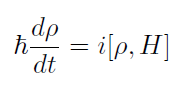 ħ dρ/dt = i[ρ, H]